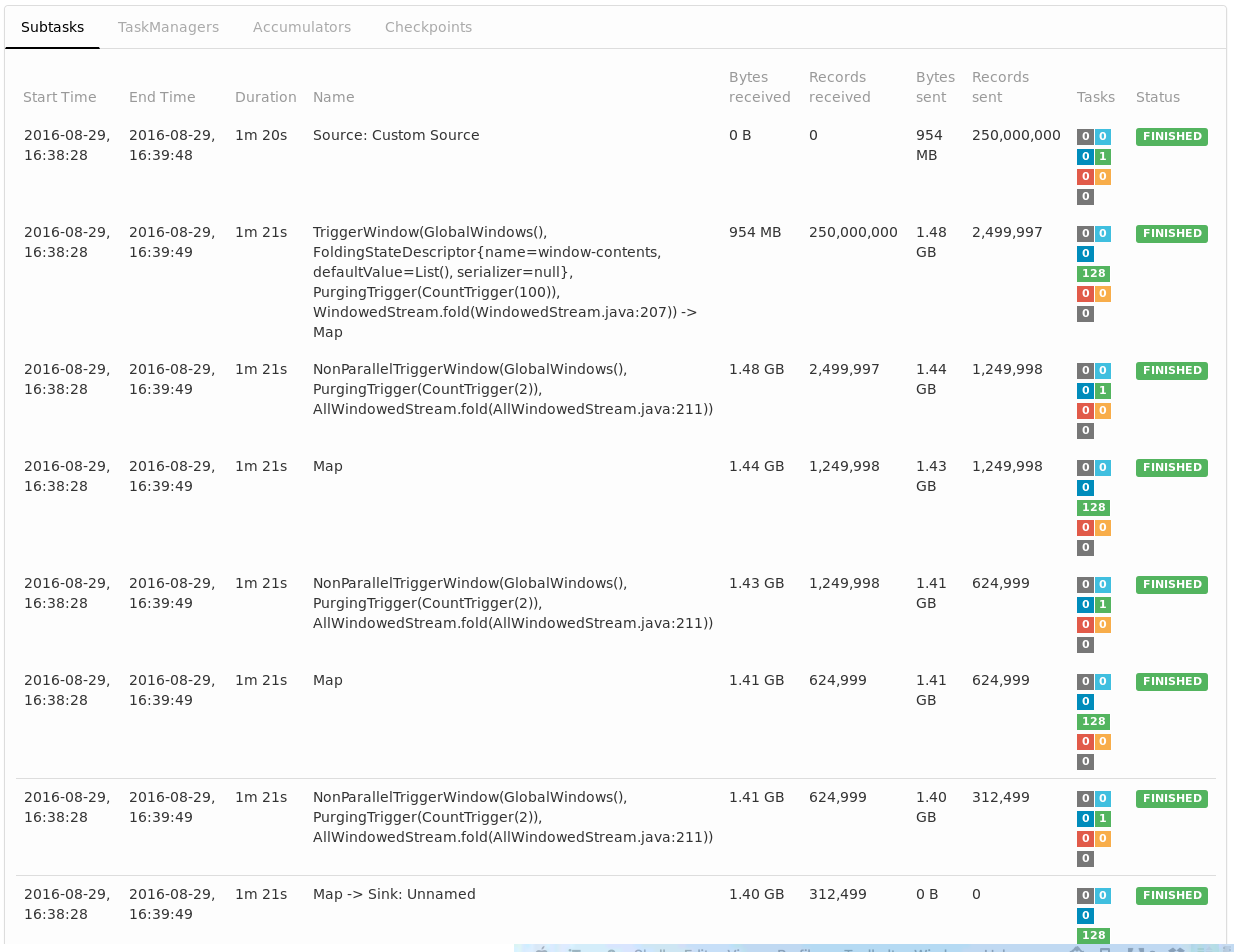 Subtasks TaskManagers Accumulators Checkpoints
Bytes Records Bytes Records
Start Time End Time Duration Name received received sent sent Tasks Status
2016-08-29, 2016-08-29, 1m 20s Source: Custom Source 0 B 0 954 250,000,000 0 0 FINISHED
16:38:28 16:39:48 MB 0 1
0 0
0
2016-08-29, 2016-08-29, 1m 21s TriggerWindow(GlobalWindows(), 954 MB 250,000,000 1.48 2,499,997 0 0 FINISHED
16:38:28 16:39:49 FoldingStateDescriptor{name=window-contents, GB 0
defaultValue=List(), serializer=null}, 128
PurgingTrigger(CountTrigger(100)), 0 0
WindowedStream.fold(WindowedStream.java:207)) -> 0
Map
2016-08-29, 2016-08-29, 1m 21s NonParallelTriggerWindow(GlobalWindows(), 1.48 GB 2,499,997 1.44 1,249,998 0 0 FINISHED
16:38:28 16:39:49 PurgingTrigger(CountTrigger(2)), GB 0 1
AllWindowedStream.fold(AllWindowedStream.java:211)) 0 0
0
2016-08-29, 2016-08-29, 1m 21s Map 1.44 GB 1,249,998 1.43 1,249,998 0 0 FINISHED
16:38:28 16:39:49 GB 0
128
0 0
0
2016-08-29, 2016-08-29, 1m 21s NonParallelTriggerWindow(GlobalWindows(), 1.43 GB 1,249,998 1.41 624,999 0 0 FINISHED
16:38:28 16:39:49 PurgingTrigger(CountTrigger(2)), GB 0 1
AllWindowedStream.fold(AllWindowedStream.java:211)) 0 0
0
2016-08-29, 2016-08-29, 1m 21s Map 1.41 GB 624,999 1.41 624,999 0 0 FINISHED
16:38:28 16:39:49 GB 0
128
0 0
0
2016-08-29, 2016-08-29, 1m 21s NonParallelTriggerWindow(GlobalWindows(), 1.41 GB 624,999 1.40 312,499 0 0 FINISHED
16:38:28 16:39:49 PurgingTrigger(CountTrigger(2)), GB 0 1
AllWindowedStream.fold(AllWindowedStream.java:211)) 0 0
0
2016-08-29, 2016-08-29, 1m 21s Map -> Sink: Unnamed 1.40 GB 312,499 0 B 0 0 0 FINISHED
16:38:28 16:39:49 0
128